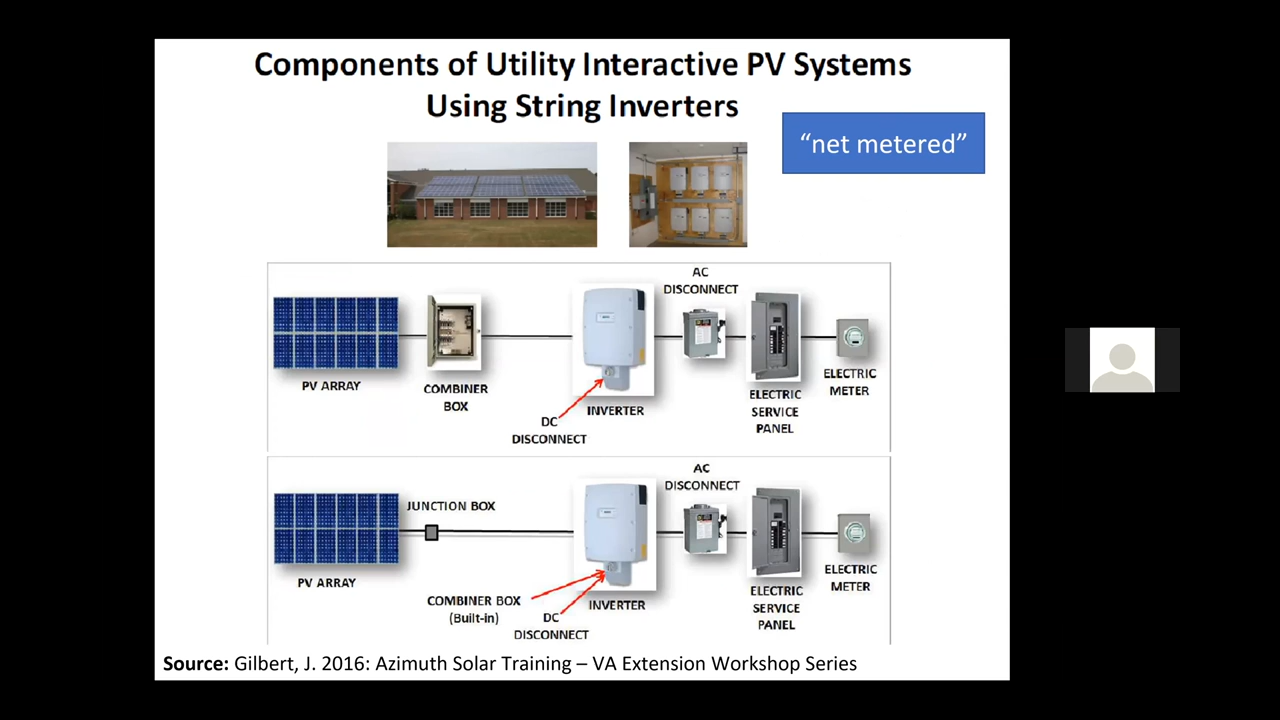 Components of Utility Interactive PV Systems
Using String Inverters
“net metered”
AC
DISCONNECT
PV ARRAY
COMBINER
BOX
DC
DISCONNECT
INVERTER
ELECTRIC
SERVICE
PANEL
ELECTRIC
METER
AC
DISCONNECT
JUNCTION BOX
PV ARRAY
COMBINER BOX
(Built-in)
DC
DISCONNECT
INVERTER
ELECTRIC
SERVICE
PANEL
ELECTRIC
METER
Source: Gilbert, J. 2016: Azimuth Solar Training – VA Extension Workshop Series